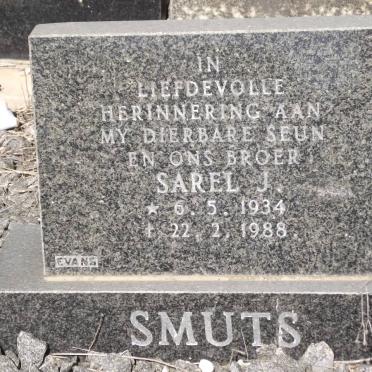 IN
LIEFDEVOLLE
HERINNERING AAN
MY DIERBARE SEUN
EN ONS BROER
SAREL J.
★ 6. 5. 1934
† 22. 2. 1988.
EVANS
SMUTS